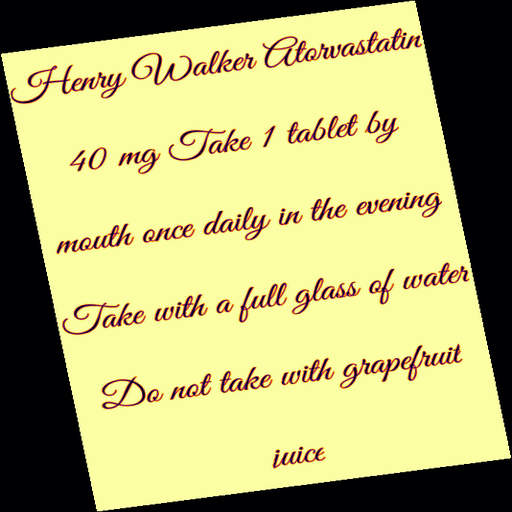 Henry Walker Atorvastatin
40 mg Take 1 tablet by
mouth once daily in the evening
Take with a full glass of water
Do not take with grapefruit
juice